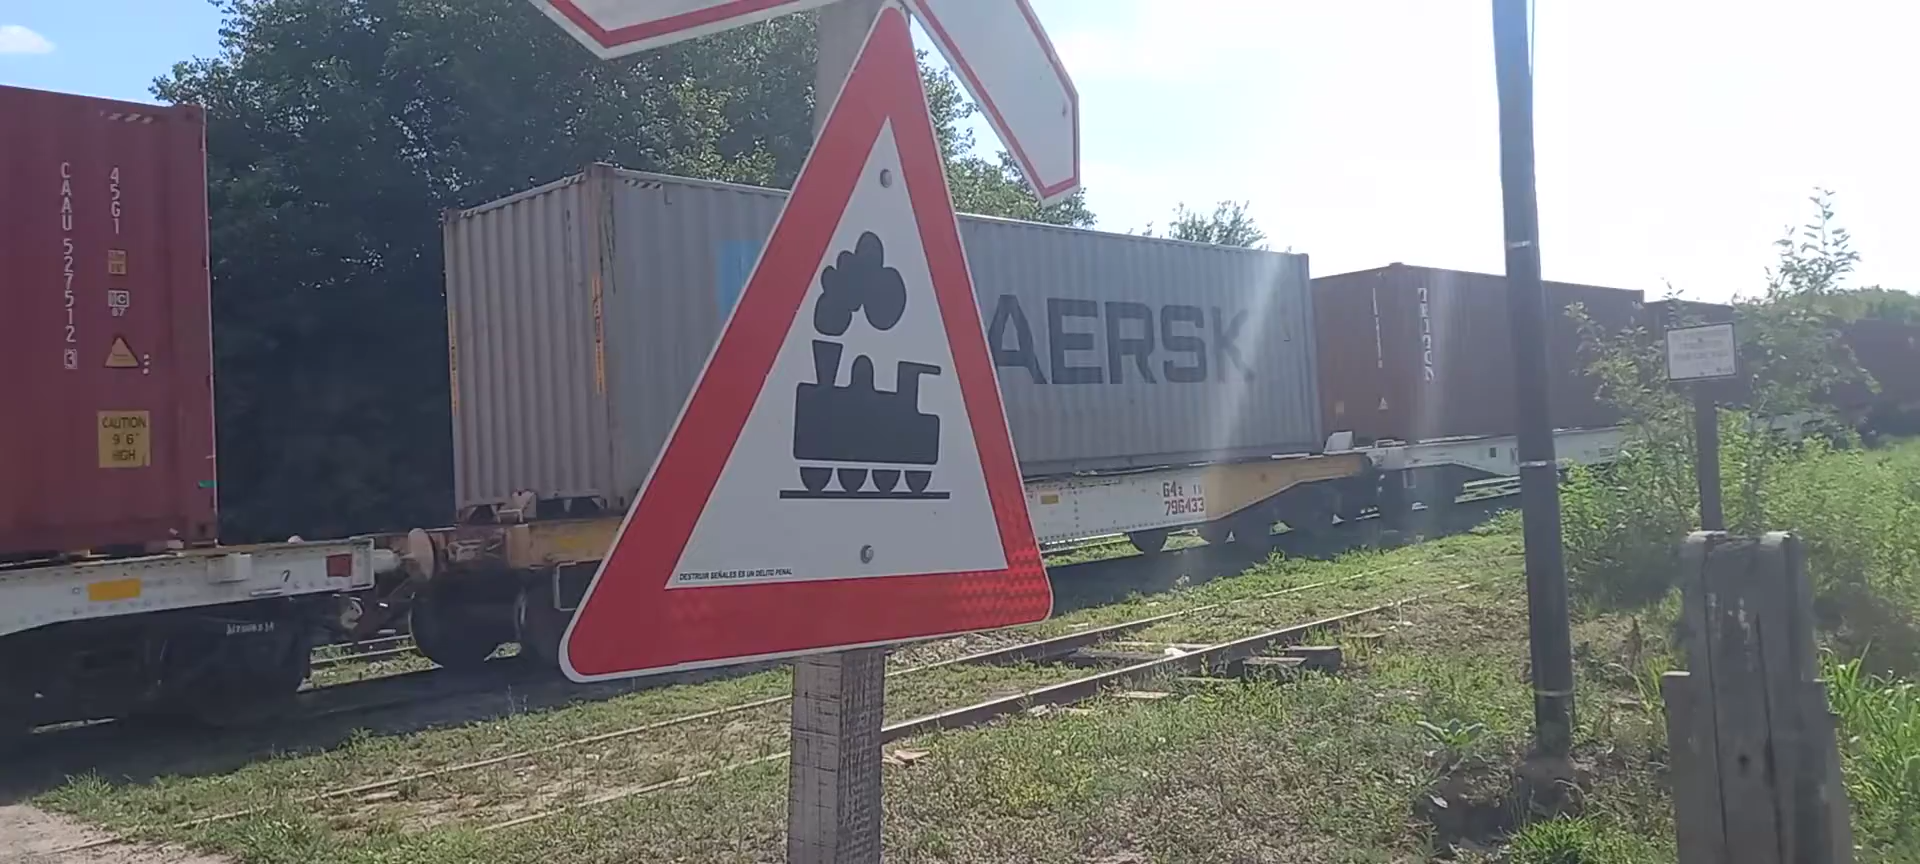 45G1
CAAU 527512 3
CAUTION
9'6"
HIGH
AERSK
64
796433
DESTRUIR SEÑALES ES UN DELITO PENAL